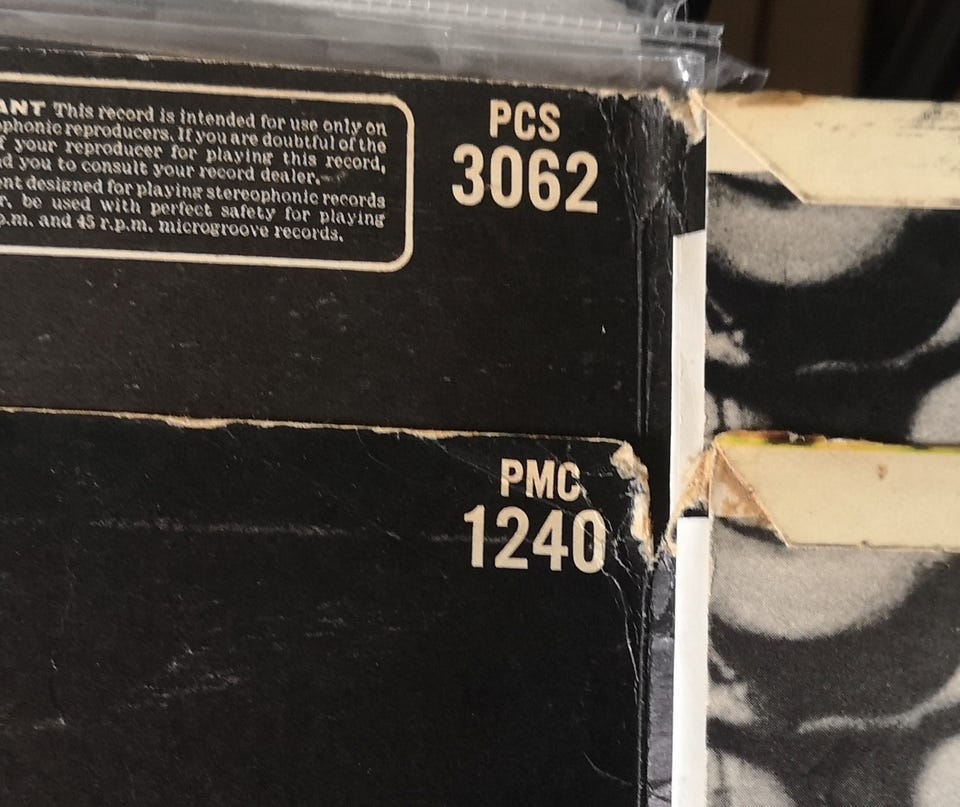 ANT This record is intended for use only on
ophonic reproducers. If you are doubtful of the
f your reproducer for playing this record,
d you to consult your record dealer.
ent designed for playing stereophonic records
r, be used with perfect safety for playing
p.m. and 45 r.p.m. microgroove records.
PCS
3062
PMC
1240